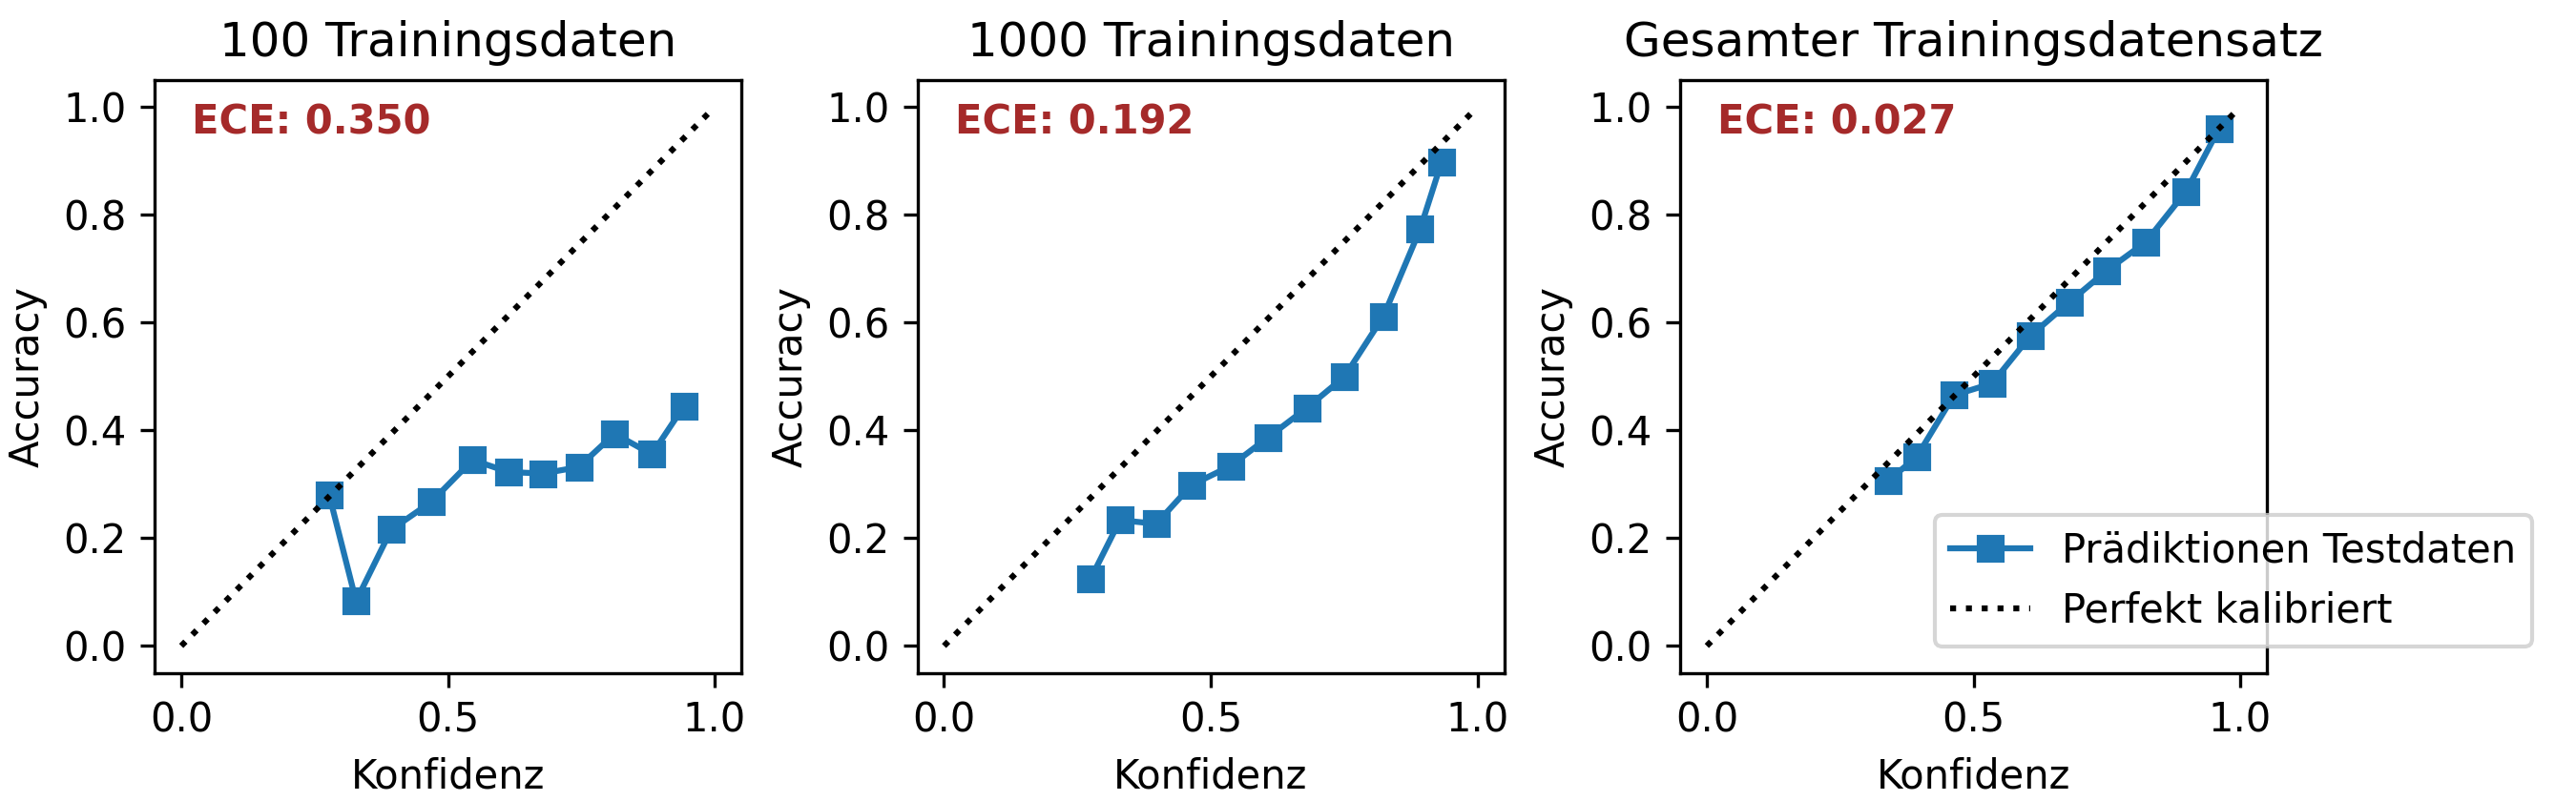 100 Trainingsdaten
ECE: 0.350
1.0
0.8
0.6
0.4
0.2
0.0
Accuracy
0.0 0.5 1.0
Konfidenz
1000 Trainingsdaten
ECE: 0.192
1.0
0.8
0.6
0.4
0.2
0.0
Accuracy
0.0 0.5 1.0
Konfidenz
Gesamter Trainingsdatensatz
ECE: 0.027
1.0
0.8
0.6
0.4
0.2
0.0
Accuracy
Prädiktionen Testdaten
Perfekt kalibriert
0.0 0.5 1.0
Konfidenz